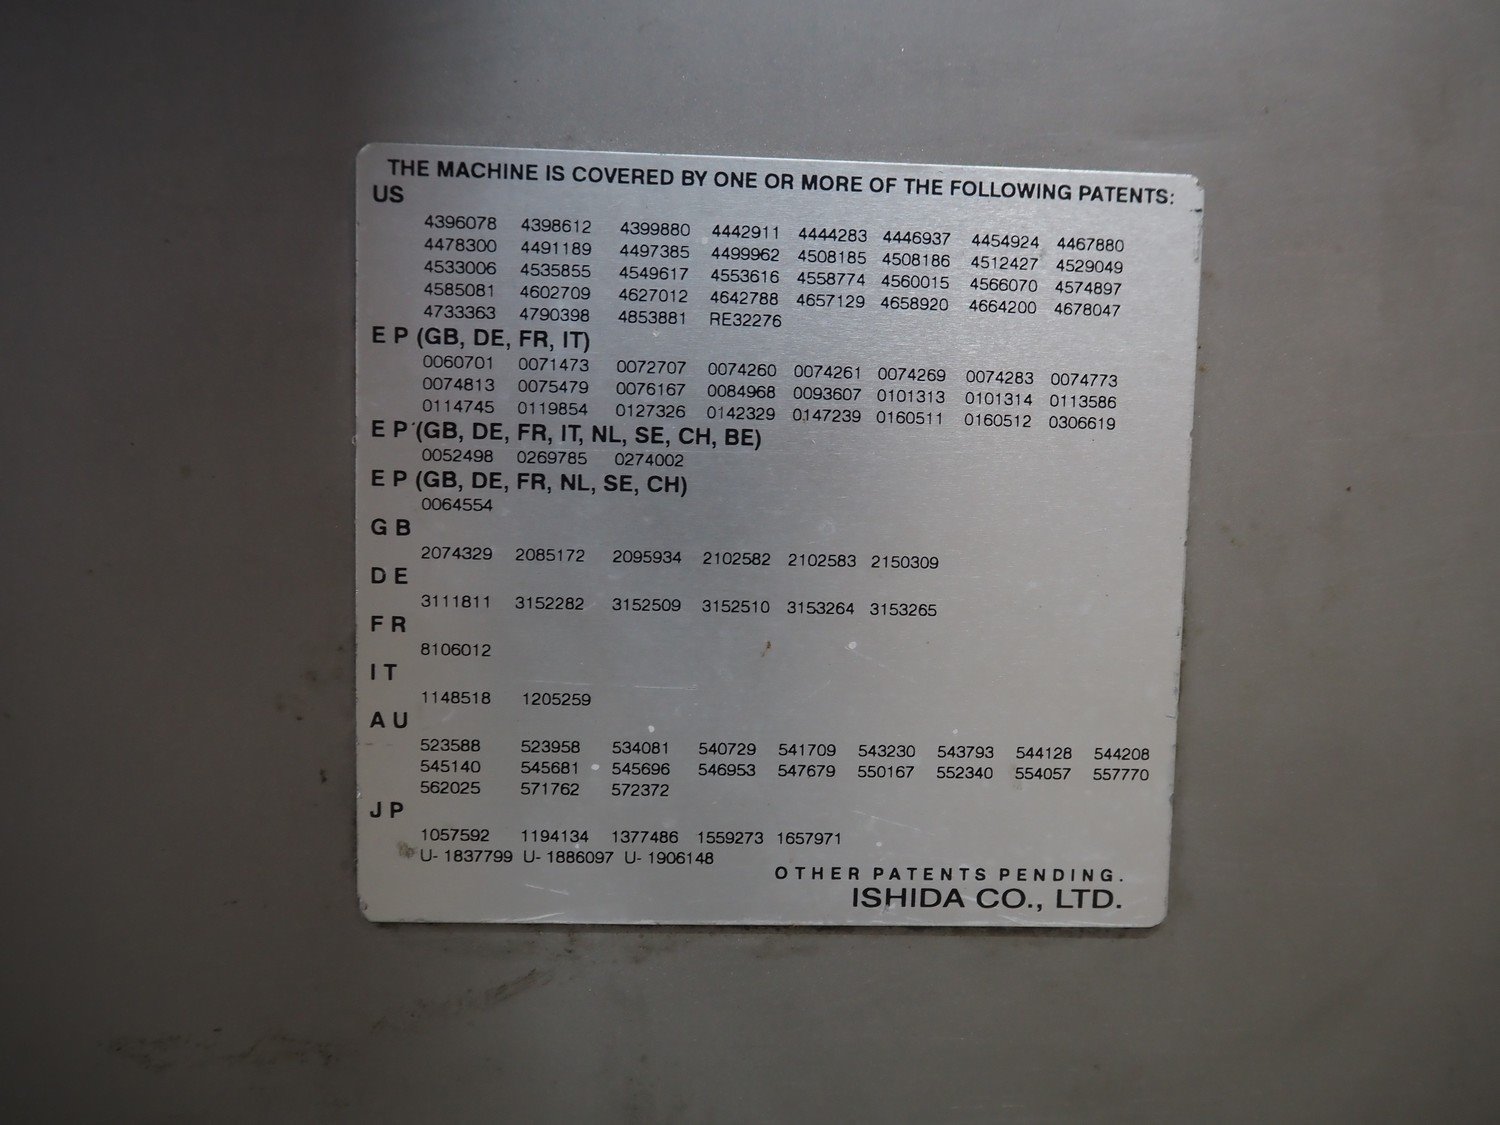 THE MACHINE IS COVERED BY ONE OR MORE OF THE FOLLOWING PATENTS:
US
4396078 4398612 4399880 4442911 4444283 4446937 4454924 4467880
4478300 4491189 4497385 4499962 4508185 4508186 4512427 4529049
4533006 4535855 4549617 4553616 4558774 4560015 4566070 4574897
4585081 4602709 4627012 4642788 4657129 4658920 4664200 4678047
4733363 4790398 4853881 RE32276
E P (GB, DE, FR, IT)
0060701 0071473 0072707 0074260 0074261 0074269 0074283 0074773
0074813 0075479 0076167 0084968 0093607 0101313 0101314 0113586
0114745 0119854 0127326 0142329 0147239 0160511 0160512 0306619
E P (GB, DE, FR, IT, NL, SE, CH, BE)
0052498 0269785 0274002
E P (GB, DE, FR, NL, SE, CH)
0064554
G B
2074329 2085172 2095934 2102582 2102583 2150309
D E
3111811 3152282 3152509 3152510 3153264 3153265
F R
8106012
I T
1148518 1205259
A U
523588 523958 534081 540729 541709 543230 543793 544128 544208
545140 545681 545696 546953 547679 550167 552340 554057 557770
562025 571762 572372
J P
1057592 1194134 1377486 1559273 1657971
U- 1837799 U- 1886097 U- 1906148
OTHER PATENTS PENDING.
ISHIDA CO., LTD.